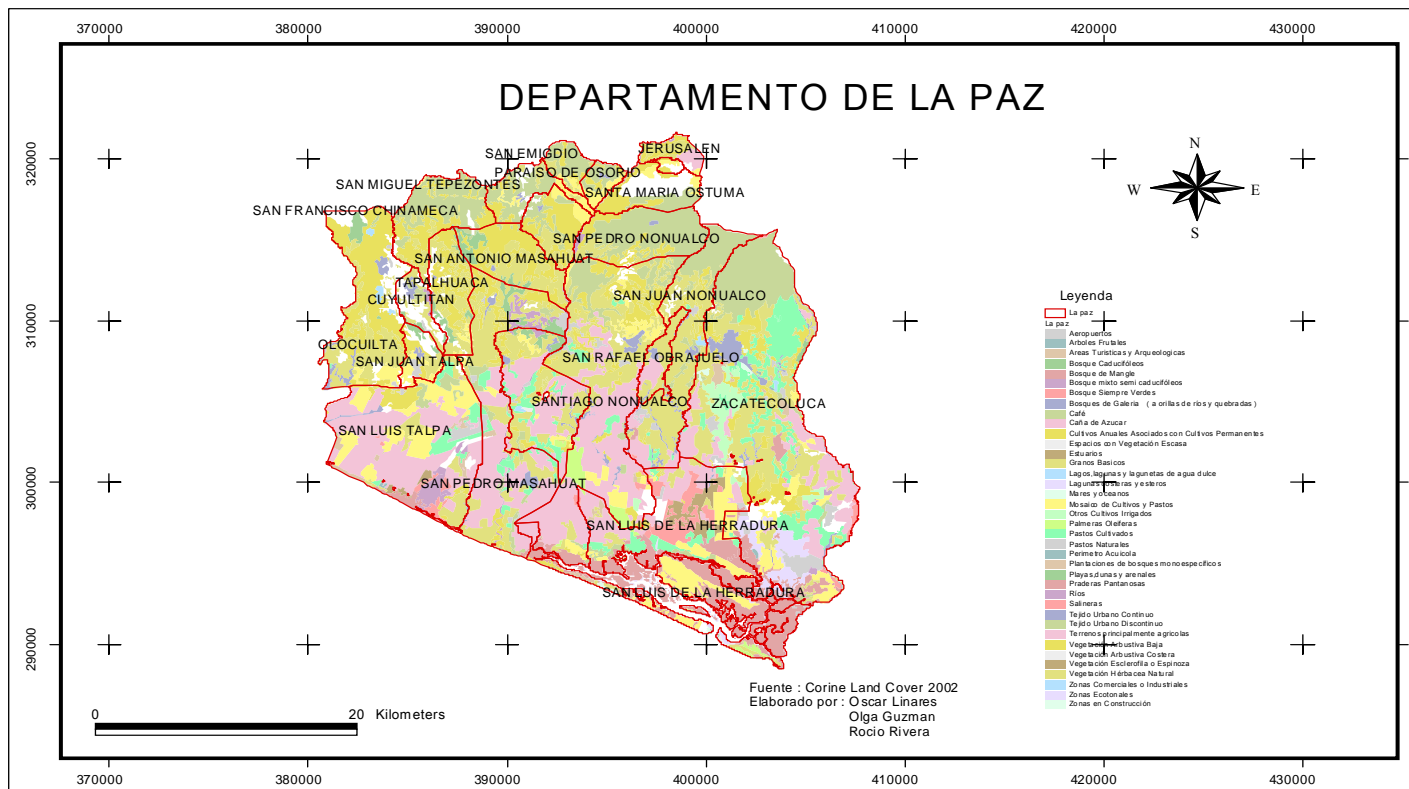 370000 380000 390000 400000 410000 420000 430000
DEPARTAMENTO DE LA PAZ
320000
310000
300000
290000
320000
310000
300000
290000
N
W E
S
JERUSALEN
SAN EMIGDIO
PARAISO DE OSORIO
SAN MIGUEL TEPEZONTES
SANTA MARIA OSTUMA
SAN FRANCISCO CHINAMECA
SAN PEDRO NONUALCO
SAN ANTONIO MASAHUAT
TAPALHUACA
CUYULTITAN
SAN JUAN NONUALCO
OLOCUILTA
SAN JUAN TALPA
SAN RAFAEL OBRAJUELO
SANTIAGO NONUALCO
ZACATECOLUCA
SAN LUIS TALPA
SAN PEDRO MASAHUAT
SAN LUIS DE LA HERRADURA
SAN LUIS DE LA HERRADURA
Leyenda
La paz
La paz
Aeropuertos
Arboles Frutales
Areas Turisticas y Arqueologicas
Bosque Caducifóleos
Bosque de Mangle
Bosque mixto semi caducifóleos
Bosque Siempre Verdes
Bosques de Galeria ( a orillas de ríos y quebradas)
Café
Caña de Azucar
Cultivos Anuales Asociados con Cultivos Permanentes
Espacios con Vegetación Escasa
Estuarios
Granos Basicos
Lagos,lagunas y lagunetas de agua dulce
Lagunas costeras y esteros
Mares y oceanos
Mosaico de Cultivos y Pastos
Otros Cultivos Irrigados
Palmeras Oleiferas
Pastos Cultivados
Pastos Naturales
Perimetro Acuicola
Plantaciones de bosques monoespecificos
Playas,dunas y arenales
Praderas Pantanosas
Ríos
Salineras
Tejido Urbano Continuo
Tejido Urbano Discontinuo
Terrenos principalmente agricolas
Vegetación Arbustiva Baja
Vegetación Arbustiva Costera
Vegetación Esclerofila o Espinoza
Vegetación Hérbacea Natural
Zonas Comerciales o Industriales
Zonas Ecotonales
Zonas en Construcción
Fuente : Corine Land Cover 2002
Elaborado por : Oscar Linares
Olga Guzman
Rocio Rivera
0 20 Kilometers
370000 380000 390000 400000 410000 420000 430000